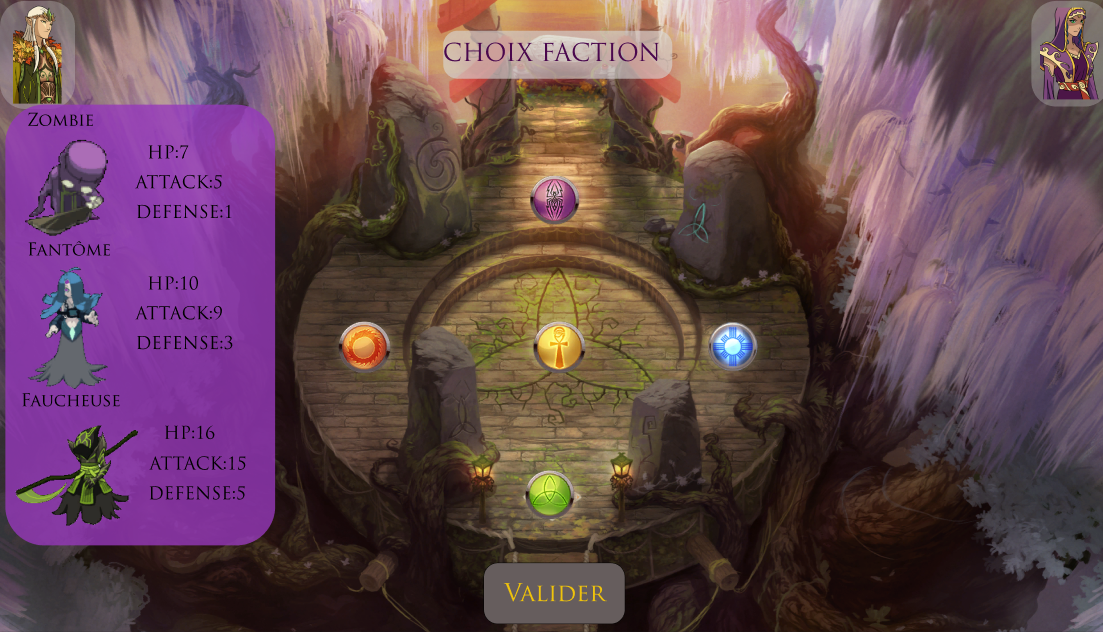 CHOIX FACTION
Zombie
HP:7
ATTACK:5
DEFENSE:1
Fantôme
HP:10
ATTACK:9
DEFENSE:3
Faucheuse
HP:16
ATTACK:15
DEFENSE:5
Valider